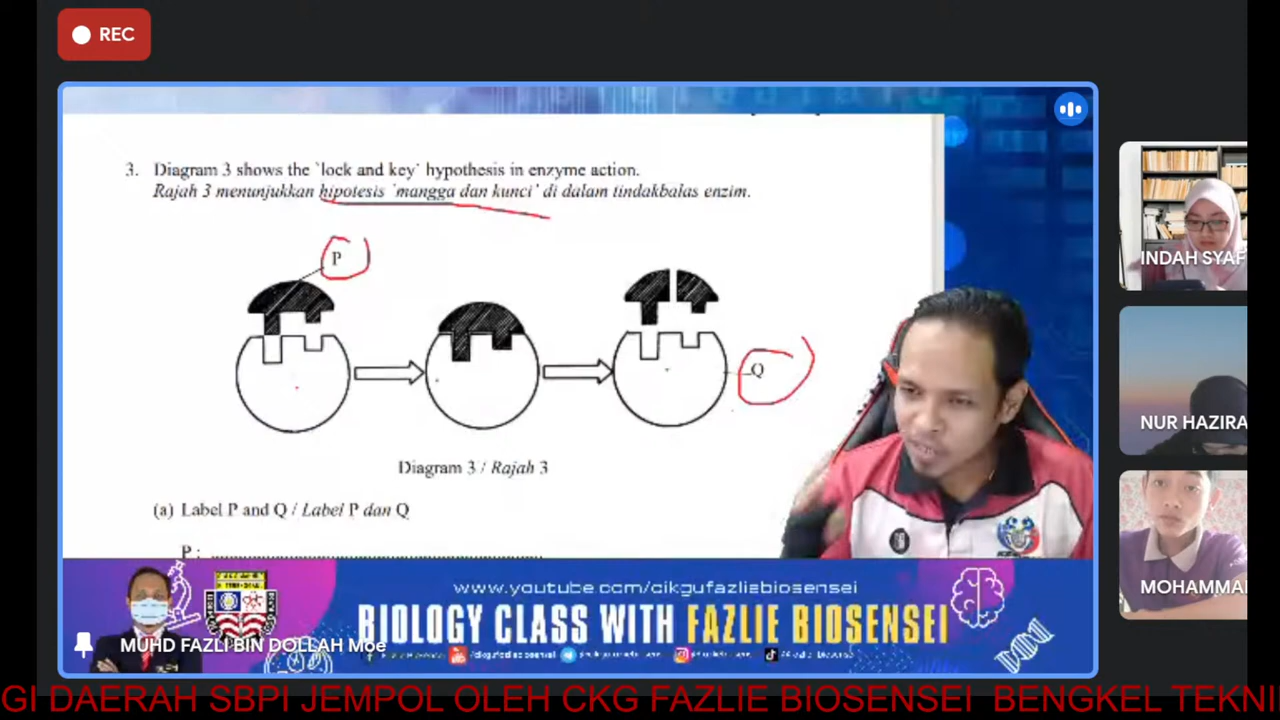 REC
3. Diagram 3 shows the `lock and key` hypothesis in enzyme action.
Rajah 3 menunjukkan hipotesis `mangga dan kunci' di dalam tindakbalas enzim.
P
Q
Diagram 3 / Rajah 3
(a) Label P and Q / Label P dan Q
P :
www.youtube.com/cikgufazliebiosensei
BIOLOGY CLASS WITH FAZLIE BIOSENSEI
MUHD FAZLI BIN DOLLAH Moe
INDAH SYAF
NUR HAZIRA
MOHAMMA
GI DAERAH SBPI JEMPOL OLEH CKG FAZLIE BIOSENSEI BENGKEL TEKNI